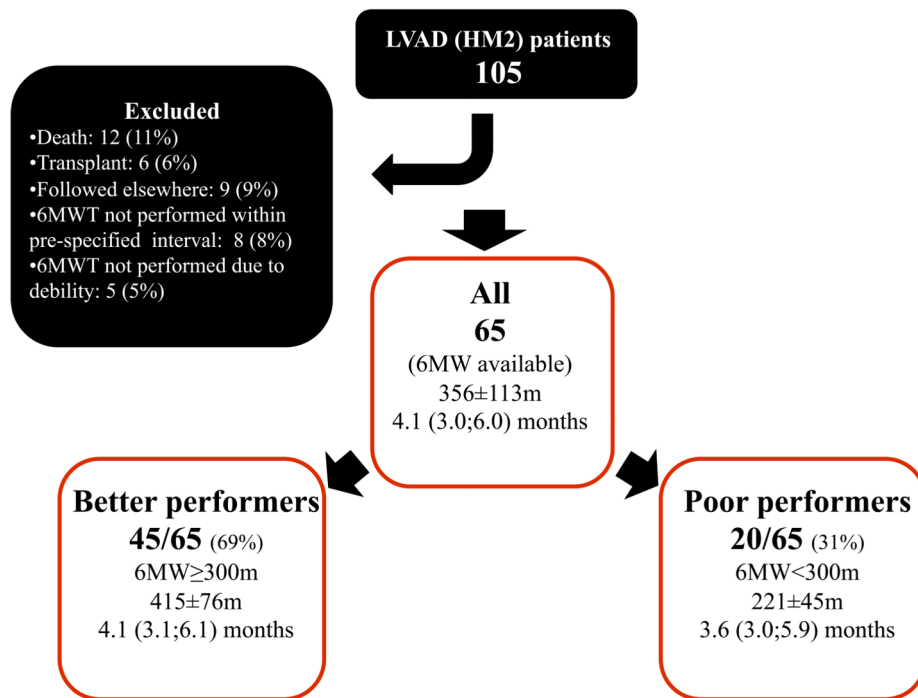 LVAD (HM2) patients
105
Excluded
•Death: 12 (11%)
•Transplant: 6 (6%)
•Followed elsewhere: 9 (9%)
•6MWT not performed within
pre-specified interval: 8 (8%)
•6MWT not performed due to
debility: 5 (5%)
All
65
(6MW available)
356±113m
4.1 (3.0;6.0) months
Better performers
45/65 (69%)
6MW≥300m
415±76m
4.1 (3.1;6.1) months
Poor performers
20/65 (31%)
6MW<300m
221±45m
3.6 (3.0;5.9) months